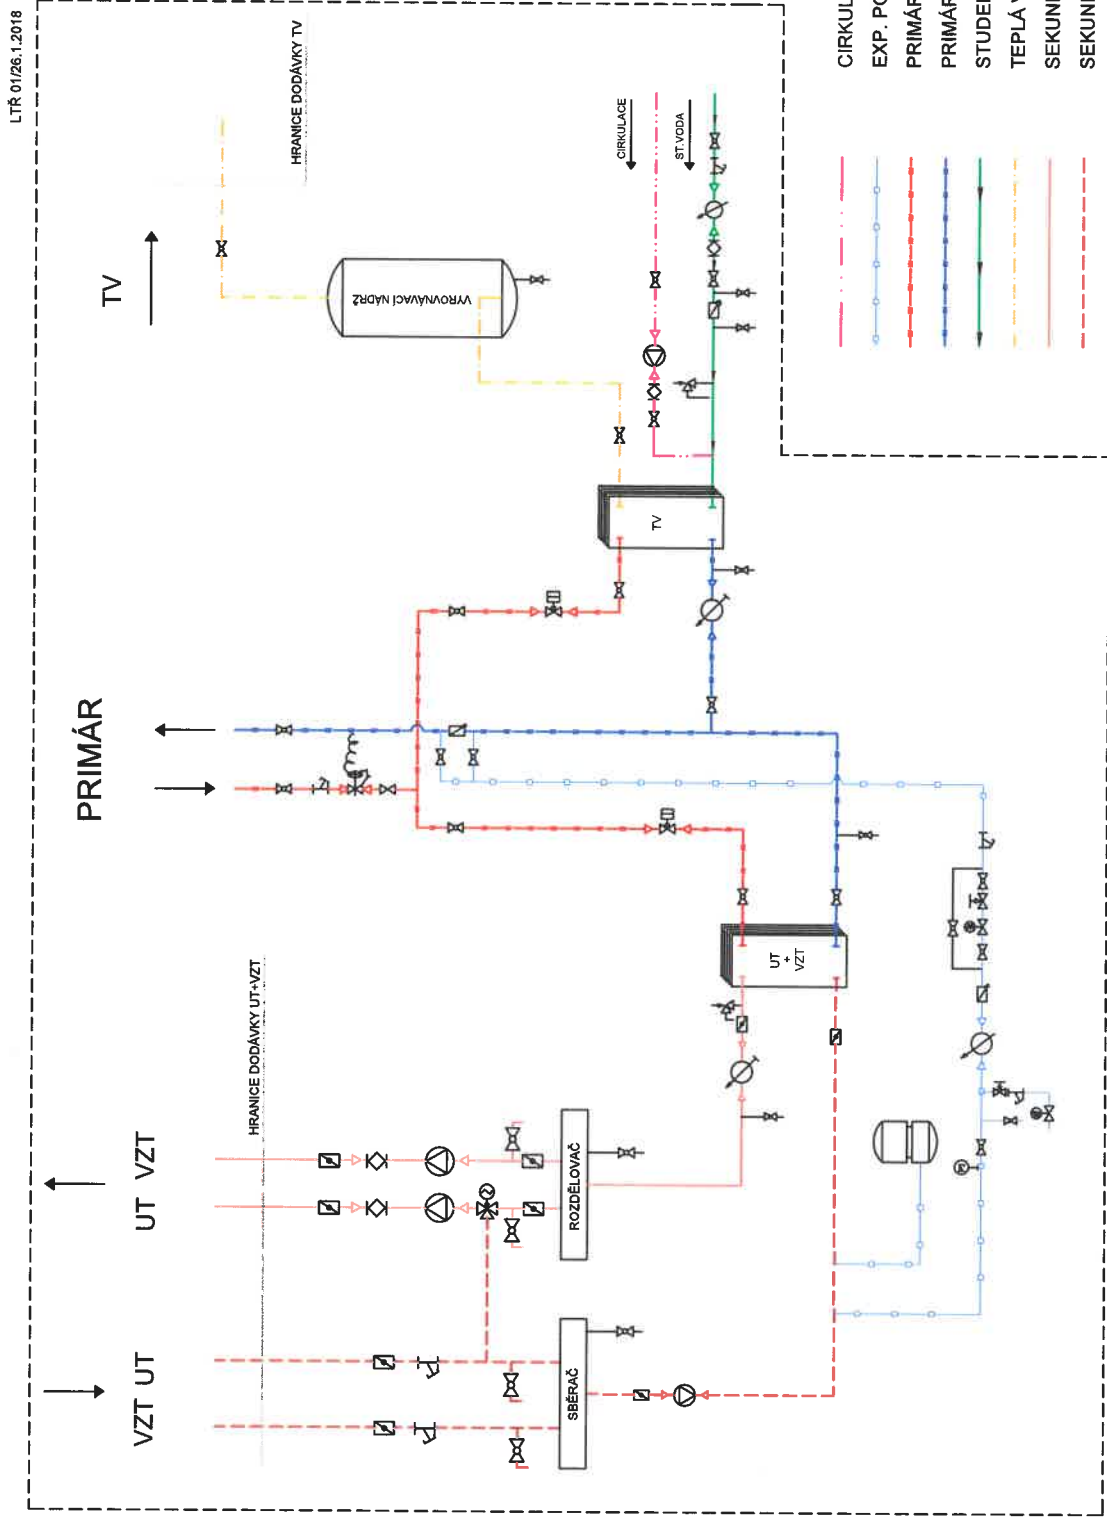 LTŘ 01/26.1.2018
TV
HRANICE DODÁVKY TV
VYROVNÁVACÍ NÁDRŽ
CIRKULACE
ST.VODA
TV
PRIMÁR
UT +
VZT
HRANICE DODÁVKY UT+VZT
UT VZT
VZT UT
ROZDĚLOVAČ
SBĚRAČ
M
CIRKUL
EXP. PO
PRIMÁR
PRIMÁR
STUDE
TEPLÁ V
SEKUN
SEKUN